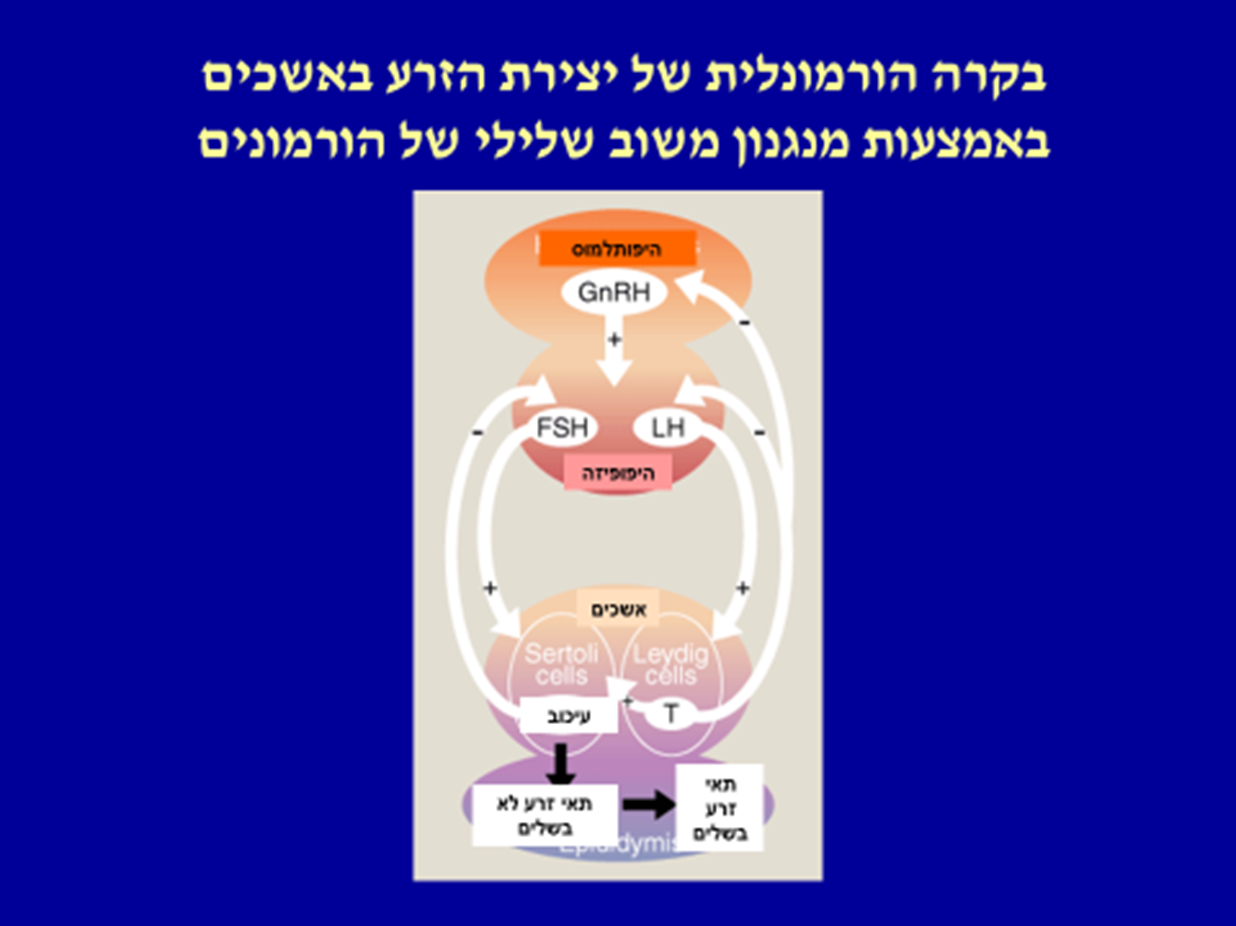 בקרה הורמונלית של יצירת הזרע באשכים
באמצעות מנגנון משוב שלילי של הורמונים
היפותלמוס
GnRH
-
+
FSH
LH
-
-
היפופיזה
+
+
אשכים
Sertoli
cells
Leydig
cells
עיכוב
+
T
תאי זרע לא
בשלים
תאי
זרע
בשלים